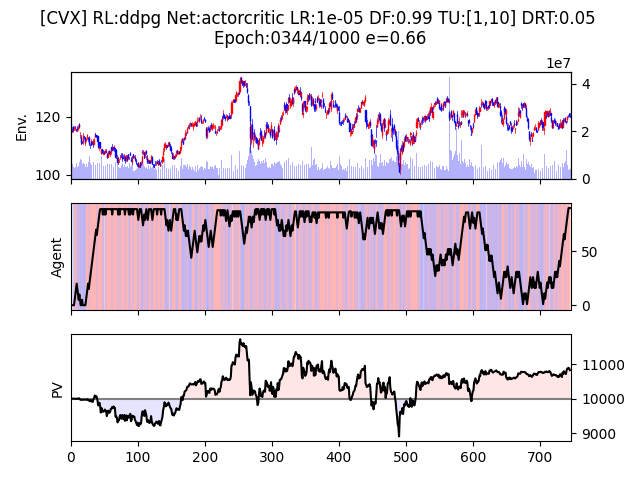 [CVX] RL:ddpg Net:actorcritic LR:1e-05 DF:0.99 TU:[1,10] DRT:0.05
Epoch:0344/1000 e=0.66
1e7
Env.
120
100
4
2
0
Agent
50
0
PV
11000
10000
9000
0 100 200 300 400 500 600 700